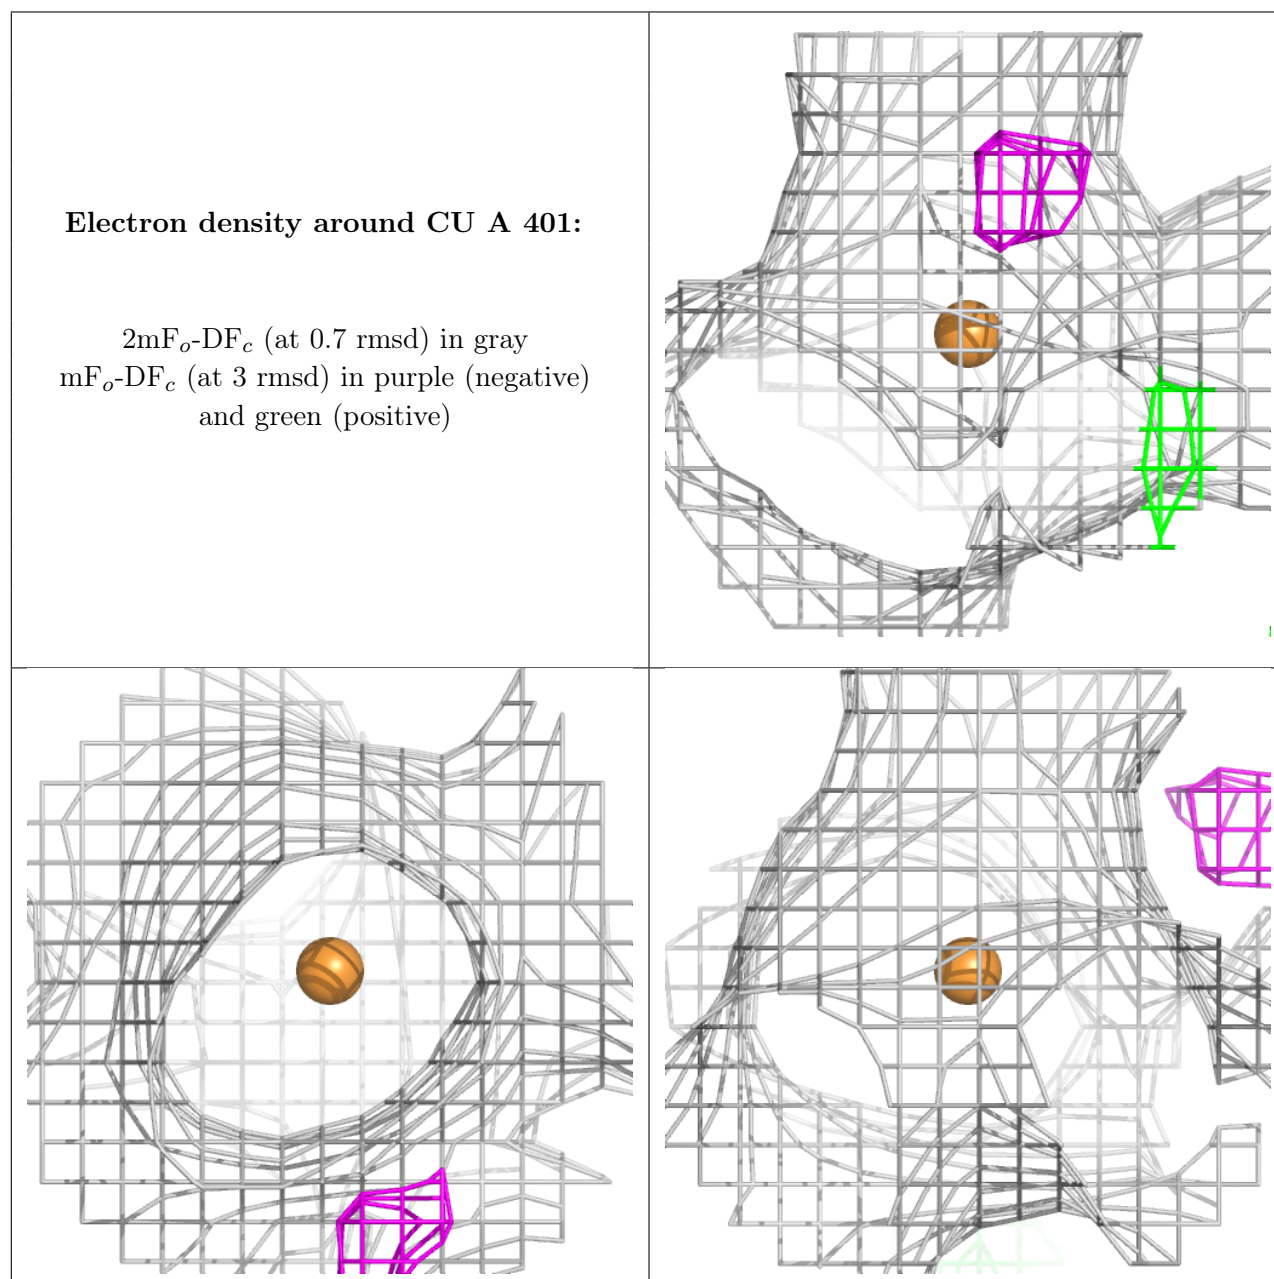 Electron density around CU A 401:
2mFo-DFc (at 0.7 rmsd) in gray
mFo-DFc (at 3 rmsd) in purple (negative)
and green (positive)